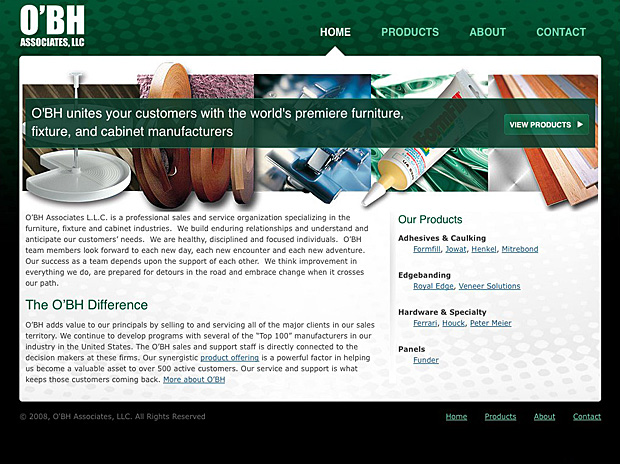 O'BH
ASSOCIATES, LLC
HOME PRODUCTS ABOUT CONTACT
O'BH unites your customers with the world's premiere furniture,
fixture, and cabinet manufacturers
VIEW PRODUCTS
O'BH Associates L.L.C. is a professional sales and service organization specializing in the
furniture, fixture and cabinet industries. We build enduring relationships and understand and
anticipate our customers' needs. We are healthy, disciplined and focused individuals. O'BH
team members look forward to each new day, each new encounter and each new adventure.
Our success as a team depends upon the support of each other. We think improvement in
everything we do, are prepared for detours in the road and embrace change when it crosses
our path.
The O'BH Difference
O'BH adds value to our principals by selling to and servicing all of the major clients in our sales
territory. We continue to develop programs with several of the "Top 100" manufacturers in our
industry in the United States. The O'BH sales and support staff is directly connected to the
decision makers at these firms. Our synergistic product offering is a powerful factor in helping
us become a valuable asset to over 500 active customers. Our service and support is what
keeps those customers coming back. More about O'BH
Our Products
Adhesives & Caulking
Formfill, Jowat, Henkel, Mitrebond
Edgebanding
Royal Edge, Veneer Solutions
Hardware & Specialty
Ferrari, Houck, Peter Meier
Panels
Funder
© 2008, O'BH Associates, LLC. All Rights Reserved
Home Products About Contact